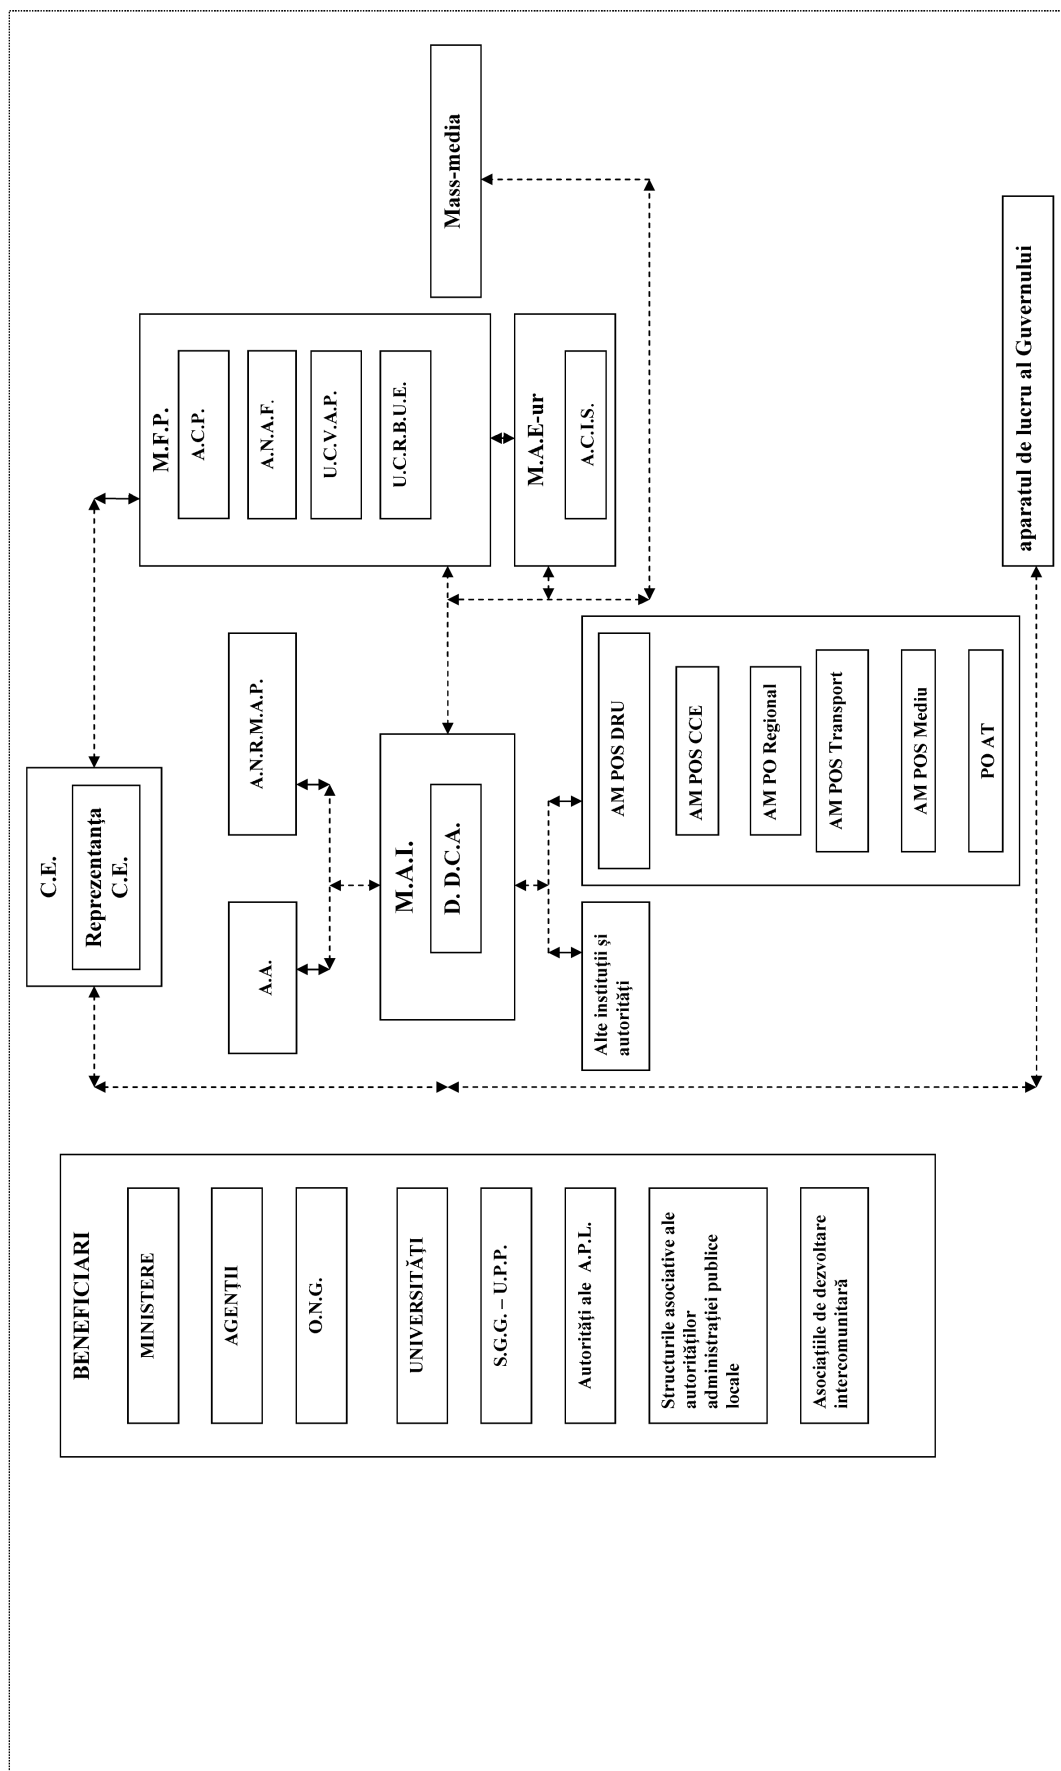 BENEFICIARI
MINISTERE
AGENŢII
O.N.G.
UNIVERSITĂŢI
S.G.G. – U.P.P.
Autorităţi ale A.P.L.
Structurile asociative ale
autorităţilor
administraţiei publice
locale
Asociaţiile de dezvoltare
intercomunitară
C.E.
Reprezentanţa
C.E.
A.A.
A.N.R.M.A.P.
M.A.I.
D. D.C.A.
Alte instituţii şi
autorităţi
AM POS DRU
AM POS CCE
AM PO Regional
AM POS Transport
AM POS Mediu
PO AT
M.F.P.
A.C.P.
A.N.A.F.
U.C.V.A.P.
U.C.R.B.U.E.
M.A.E-ur
A.C.I.S.
Mass-media
aparatul de lucru al Guvernului